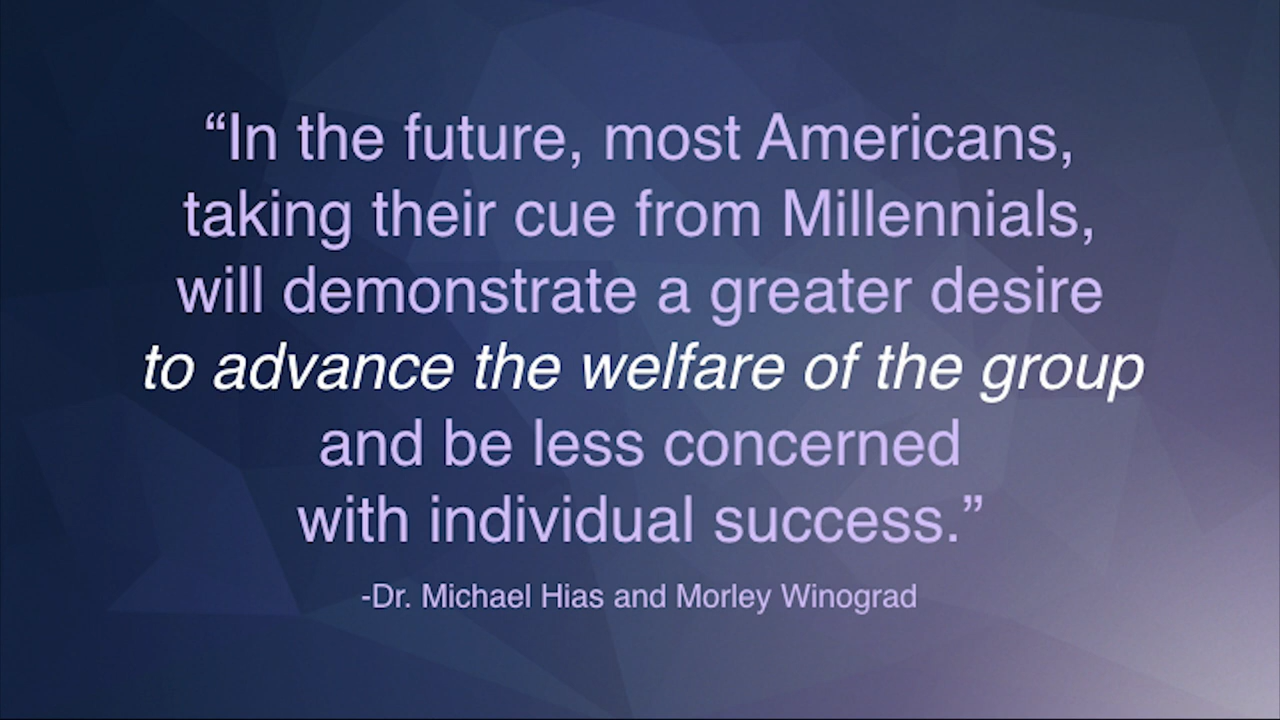 “In the future, most Americans,
taking their cue from Millennials,
will demonstrate a greater desire
to advance the welfare of the group
and be less concerned
with individual success.”
-Dr. Michael Hias and Morley Winograd